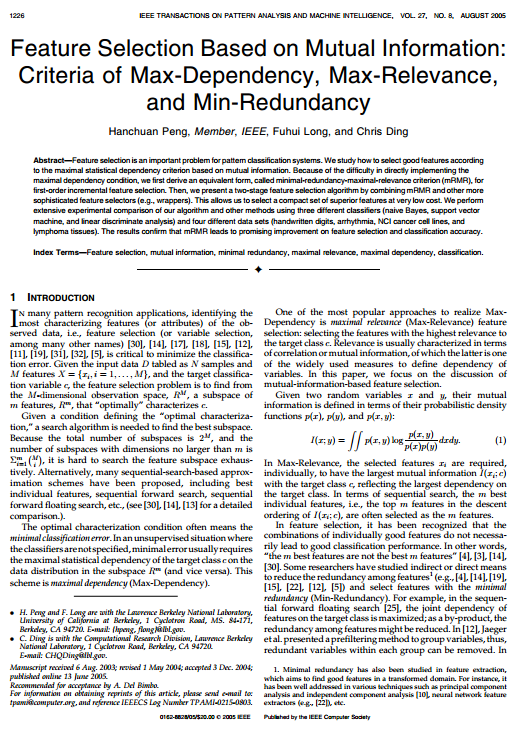 1226
IEEE TRANSACTIONS ON PATTERN ANALYSIS AND MACHINE INTELLIGENCE, VOL. 27, NO. 8, AUGUST 2005
Feature Selection Based on Mutual Information:
Criteria of Max-Dependency, Max-Relevance,
and Min-Redundancy
Hanchuan Peng, Member, IEEE, Fuhui Long, and Chris Ding
Abstract—Feature selection is an important problem for pattern classification systems. We study how to select good features according
to the maximal statistical dependency criterion based on mutual information. Because of the difficulty in directly implementing the
maximal dependency condition, we first derive an equivalent form, called minimal-redundancy-maximal-relevance criterion (mRMR), for
first-order incremental feature selection. Then, we present a two-stage feature selection algorithm by combining mRMR and other more
sophisticated feature selectors (e.g., wrappers). This allows us to select a compact set of superior features at very low cost. We perform
extensive experimental comparison of our algorithm and other methods using three different classifiers (naive Bayes, support vector
machine, and linear discriminate analysis) and four different data sets (handwritten digits, arrhythmia, NCI cancer cell lines, and
lymphoma tissues). The results confirm that mRMR leads to promising improvement on feature selection and classification accuracy.
Index Terms—Feature selection, mutual information, minimal redundancy, maximal relevance, maximal dependency, classification.
1 INTRODUCTION
IN many pattern recognition applications, identifying the
most characterizing features (or attributes) of the ob-
served data, i.e., feature selection (or variable selection,
among many other names) [30], [14], [17], [18], [15], [12],
[11], [19], [31], [32], [5], is critical to minimize the classifica-
tion error. Given the input data D tabled as N samples and
M features X = {xi, i = 1, . . . , M}, and the target classifica-
tion variable c, the feature selection problem is to find from
the M-dimensional observation space, R^M, a subspace of
m features, R^m, that "optimally" characterizes c.
Given a condition defining the "optimal characteriza-
tion," a search algorithm is needed to find the best subspace.
Because the total number of subspaces is 2^M, and the
number of subspaces with dimensions no larger than m is
∑_{i=1}^{m} (M i), it is hard to search the feature subspace exhaus-
tively. Alternatively, many sequential-search-based approx-
imation schemes have been proposed, including best
individual features, sequential forward search, sequential
forward floating search, etc., (see [30], [14], [13] for a detailed
comparison.).
The optimal characterization condition often means the
minimal classification error. In an unsupervised situation where
the classifiers are not specified, minimal error usually requires
the maximal statistical dependency of the target class c on the
data distribution in the subspace R^m (and vice versa). This
scheme is maximal dependency (Max-Dependency).
• H. Peng and F. Long are with the Lawrence Berkeley National Laboratory,
University of California at Berkeley, 1 Cyclotron Road, MS. 84-171,
Berkeley, CA 94720. E-mail: {hpeng, flong}@lbl.gov.
• C. Ding is with the Computational Research Division, Lawrence Berkeley
National Laboratory, 1 Cyclotron Road, Berkeley, CA 94720.
E-mail: CHQDing@lbl.gov.
Manuscript received 6 Aug. 2003; revised 1 May 2004; accepted 3 Dec. 2004;
published online 13 June 2005.
Recommended for acceptance by A. Del Bimbo.
For information on obtaining reprints of this article, please send e-mail to:
tpami@computer.org, and reference IEEECS Log Number TPAMI-0215-0803.
One of the most popular approaches to realize Max-
Dependency is maximal relevance (Max-Relevance) feature
selection: selecting the features with the highest relevance to
the target class c. Relevance is usually characterized in terms
of correlation or mutual information, of which the latter is one
of the widely used measures to define dependency of
variables. In this paper, we focus on the discussion of
mutual-information-based feature selection.
Given two random variables x and y, their mutual
information is defined in terms of their probabilistic density
functions p(x), p(y), and p(x, y):
I(x; y) = ∫∫ p(x, y) log p(x, y)/p(x)p(y) dxdy. (1)
In Max-Relevance, the selected features xi are required,
individually, to have the largest mutual information I(xi; c)
with the target class c, reflecting the largest dependency on
the target class. In terms of sequential search, the m best
individual features, i.e., the top m features in the descent
ordering of I(xi; c), are often selected as the m features.
In feature selection, it has been recognized that the
combinations of individually good features do not necessa-
rily lead to good classification performance. In other words,
"the m best features are not the best m features" [4], [3], [14],
[30]. Some researchers have studied indirect or direct means
to reduce the redundancy among features¹ (e.g., [4], [14], [19],
[15], [22], [12], [5]) and select features with the minimal
redundancy (Min-Redundancy). For example, in the sequen-
tial forward floating search [25], the joint dependency of
features on the target class is maximized; as a by-product, the
redundancy among features might be reduced. In [12], Jaeger
et al. presented a prefiltering method to group variables, thus,
redundant variables within each group can be removed. In
1. Minimal redundancy has also been studied in feature extraction,
which aims to find good features in a transformed domain. For instance, it
has been well addressed in various techniques such as principal component
analysis and independent component analysis [10], neural network feature
extractors (e.g., [22]), etc.
0162-8828/05/$20.00 © 2005 IEEE
Published by the IEEE Computer Society